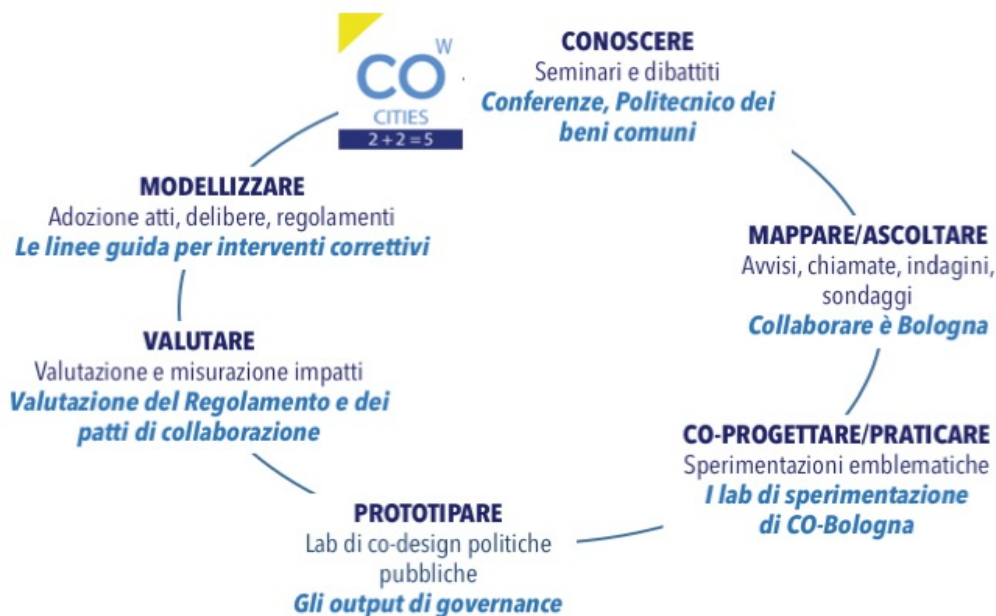 W
CO
CITIES
2+2=5
CONOSCERE
Seminari e dibattiti
Conferenze, Politecnico dei
beni comuni
MAPPARE/ASCOLTARE
Avvisi, chiamate, indagini,
sondaggi
Collaborare è Bologna
CO-PROGETTARE/PRATICARE
Sperimentazioni emblematiche
I lab di sperimentazione
di CO-Bologna
PROTOTIPARE
Lab di co-design politiche
pubbliche
Gli output di governance
VALUTARE
Valutazione e misurazione impatti
Valutazione del Regolamento e dei
patti di collaborazione
MODELLIZZARE
Adozione atti, delibere, regolamenti
Le linee guida per interventi correttivi